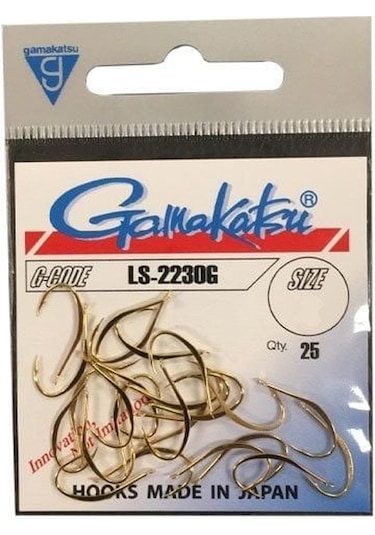 gamakatsu
Gamakatsu®
G-CODE LS-2230G SIZE
Qty. 25
Innovation,
Not Imitation
HOOKS MADE IN JAPAN